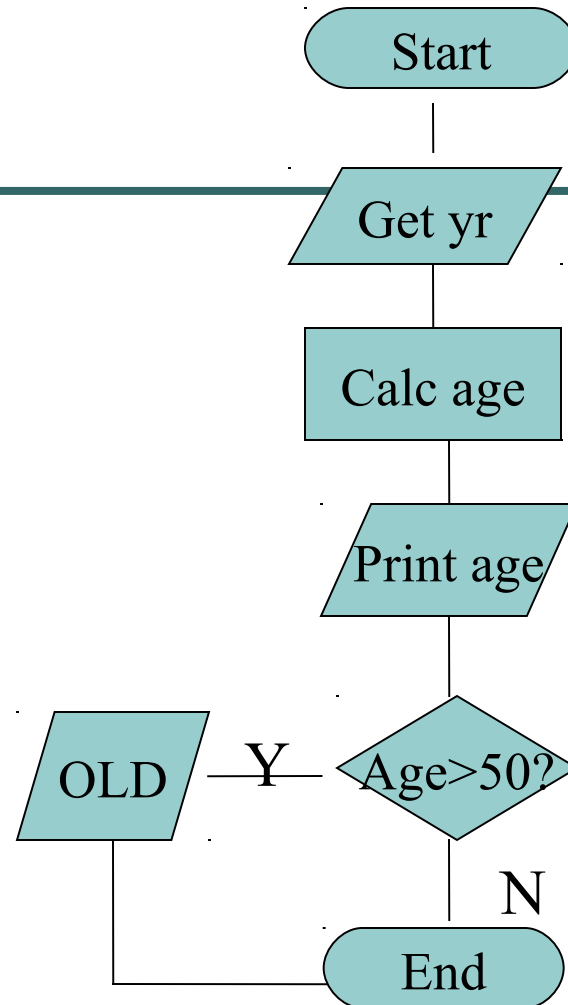 Start
Get yr
Calc age
Print age
OLD
Y
Age>50?
N
End